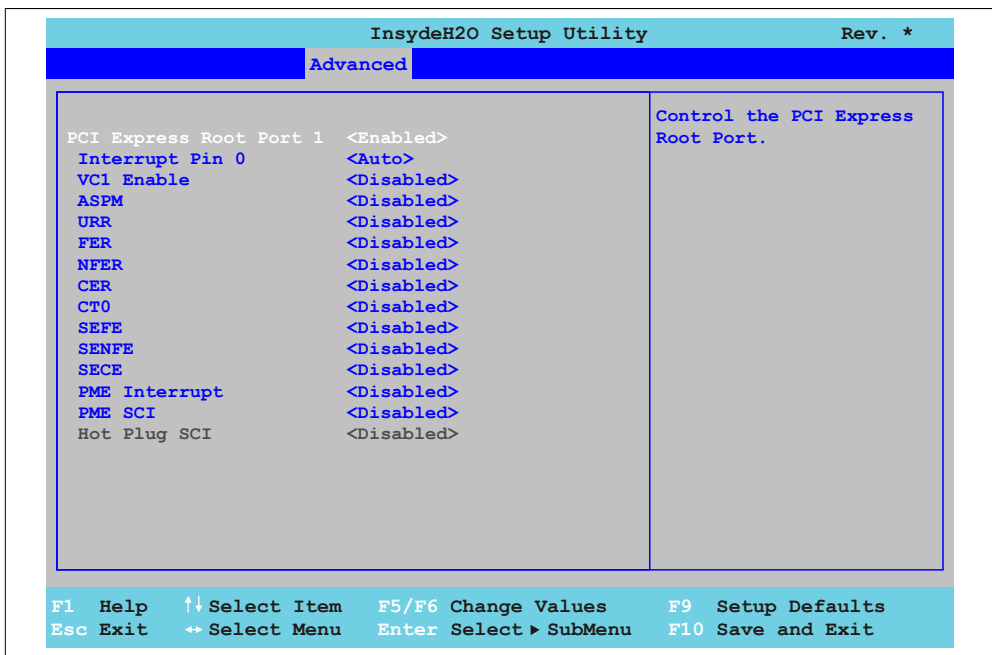 InsydeH2O Setup Utility Rev. *
Advanced
Control the PCI Express
Root Port.
PCI Express Root Port 1 <Enabled>
Interrupt Pin 0 <Auto>
VC1 Enable <Disabled>
ASPM <Disabled>
URR <Disabled>
FER <Disabled>
NFER <Disabled>
CER <Disabled>
CT0 <Disabled>
SEFE <Disabled>
SENFE <Disabled>
SECE <Disabled>
PME Interrupt <Disabled>
PME SCI <Disabled>
Hot Plug SCI <Disabled>
F1 Help ↑↓ Select Item F5/F6 Change Values F9 Setup Defaults
Esc Exit ↔ Select Menu Enter Select ▶ SubMenu F10 Save and Exit